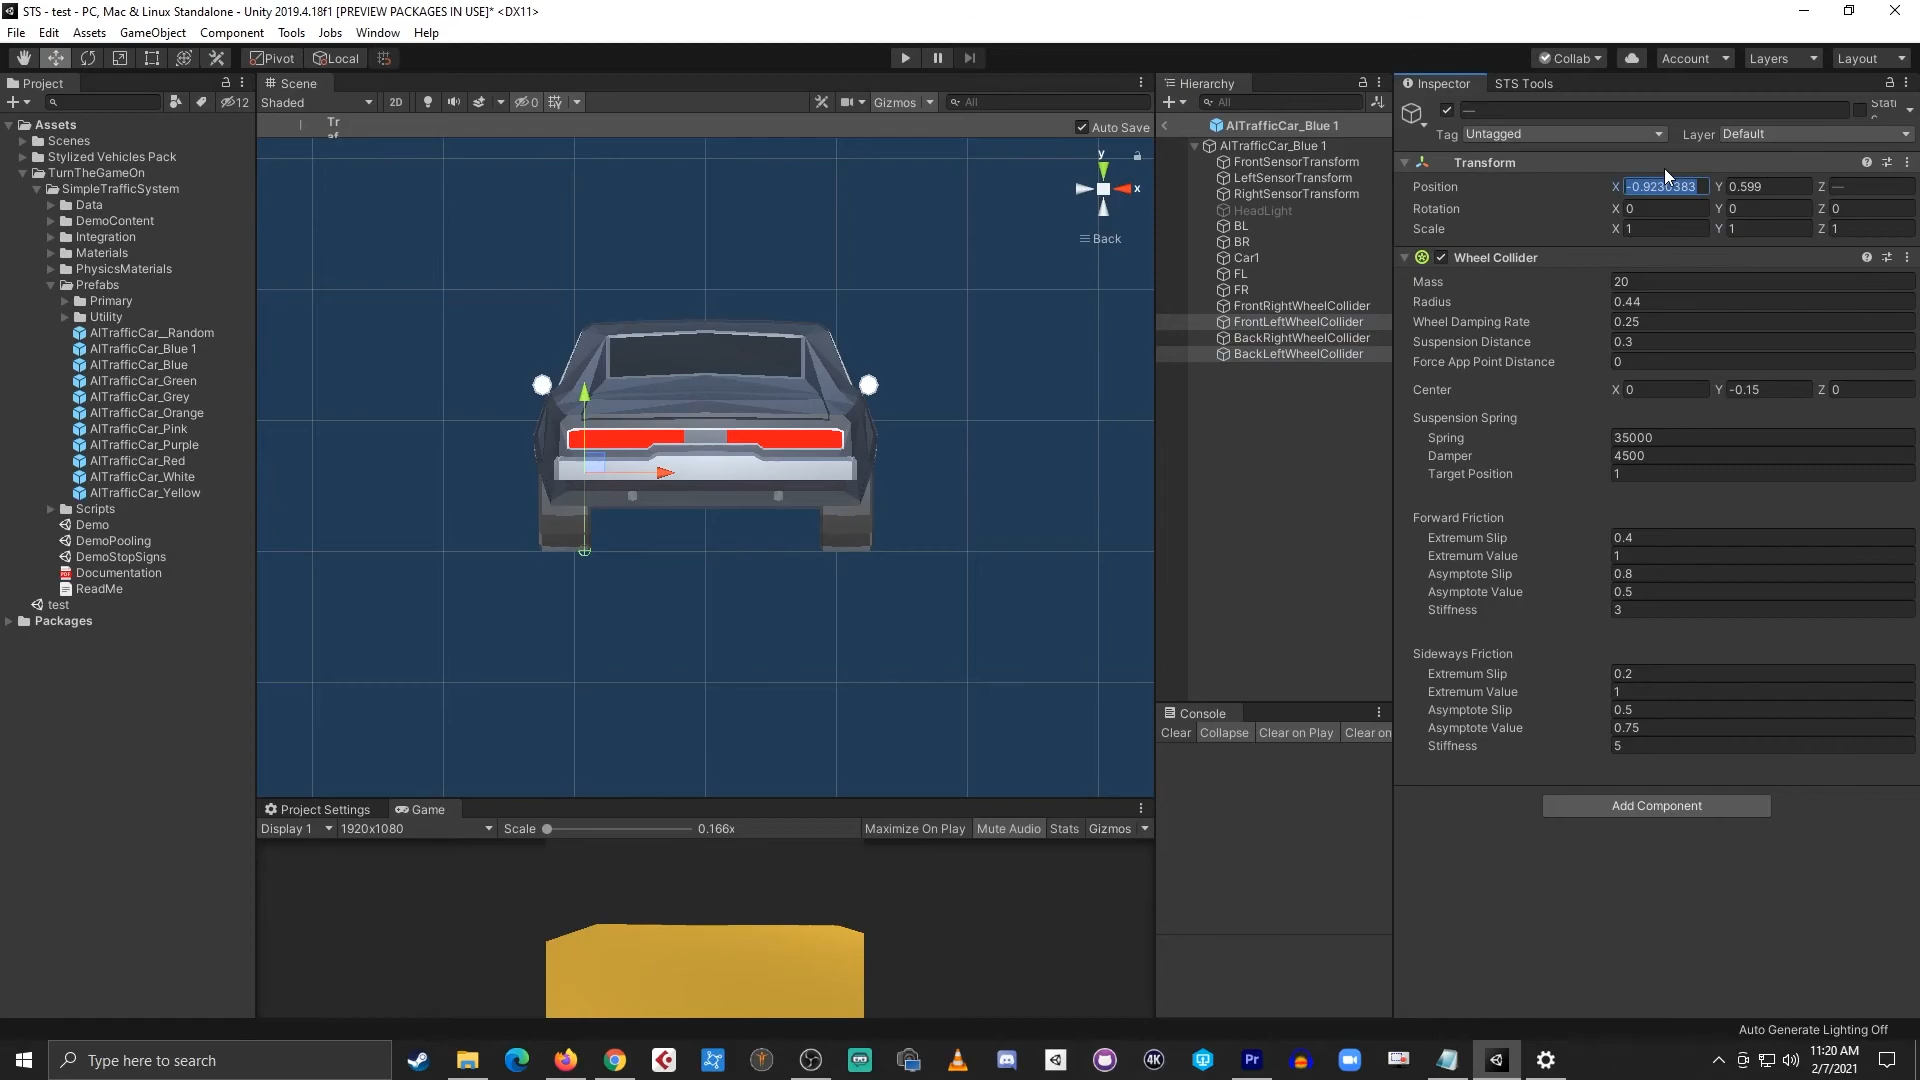 STS - test - PC, Mac & Linux Standalone - Unity 2019.4.18f1 [PREVIEW PACKAGES IN USE]* <DX11>
File Edit Assets GameObject Component Tools Jobs Window Help
Pivot Local Collab Account Layers Layout
Project
12
Assets
Scenes
Stylized Vehicles Pack
TurnTheGameOn
SimpleTrafficSystem
Data
DemoContent
Integration
Materials
PhysicsMaterials
Prefabs
Primary
Utility
AITrafficCar__Random
AITrafficCar_Blue 1
AITrafficCar_Blue
AITrafficCar_Green
AITrafficCar_Grey
AITrafficCar_Orange
AITrafficCar_Pink
AITrafficCar_Purple
AITrafficCar_Red
AITrafficCar_White
AITrafficCar_Yellow
Scripts
Demo
DemoPooling
DemoStopSigns
Documentation
ReadMe
test
Packages
Scene
Shaded 2D 0 Gizmos All
Auto Save
y
x
Back
Project Settings Game
Display 1 1920x1080 Scale 0.166x Maximize On Play Mute Audio Stats Gizmos
Hierarchy
All
AITrafficCar_Blue 1
AITrafficCar_Blue 1
FrontSensorTransform
LeftSensorTransform
RightSensorTransform
HeadLight
BL
BR
Car1
FL
FR
FrontRightWheelCollider
FrontLeftWheelCollider
BackRightWheelCollider
BackLeftWheelCollider
Console
Clear Collapse Clear on Play Clear on
Inspector STS Tools
—
Tag Untagged Layer Default
Transform
Position X -0.9230383 Y 0.599 Z —
Rotation X 0 Y 0 Z 0
Scale X 1 Y 1 Z 1
Wheel Collider
Mass 20
Radius 0.44
Wheel Damping Rate 0.25
Suspension Distance 0.3
Force App Point Distance 0
Center X 0 Y -0.15 Z 0
Suspension Spring
Spring 35000
Damper 4500
Target Position 1
Forward Friction
Extremum Slip 0.4
Extremum Value 1
Asymptote Slip 0.8
Asymptote Value 0.5
Stiffness 3
Sideways Friction
Extremum Slip 0.2
Extremum Value 1
Asymptote Slip 0.5
Asymptote Value 0.75
Stiffness 5
Add Component
Auto Generate Lighting Off
Type here to search
4K
Pr
11:20 AM
2/7/2021